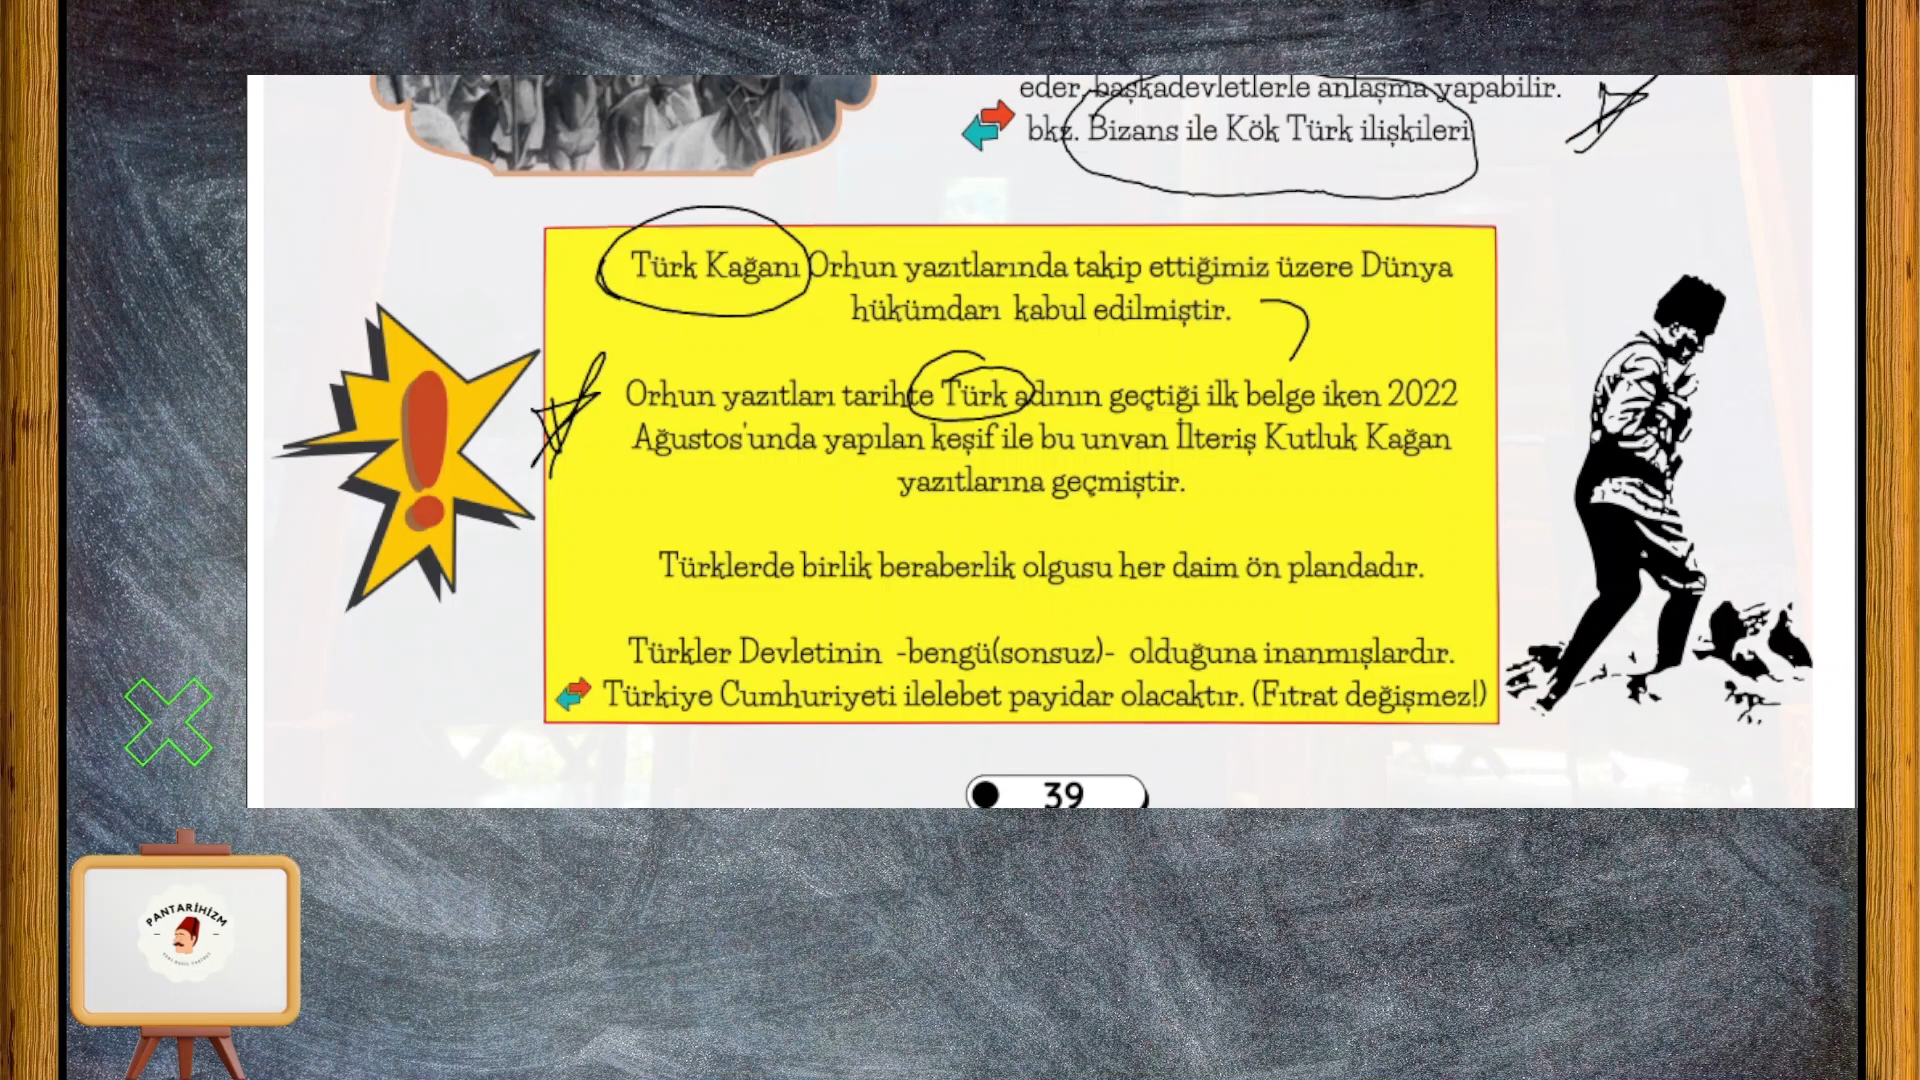 eder, başkadevletlerle anlaşma yapabilir.
bkz. Bizans ile Kök Türk ilişkileri
Türk Kağanı Orhun yazıtlarında takip ettiğimiz üzere Dünya
hükümdarı kabul edilmiştir.
Orhun yazıtları tarihte Türk adının geçtiği ilk belge iken 2022
Ağustos'unda yapılan keşif ile bu unvan İlteriş Kutluk Kağan
yazıtlarına geçmiştir.
Türklerde birlik beraberlik olgusu her daim ön plandadır.
Türkler Devletinin -bengü(sonsuz)- olduğuna inanmışlardır.
Türkiye Cumhuriyeti ilelebet payidar olacaktır. (Fıtrat değişmez!)
39
PANTARİHİZM